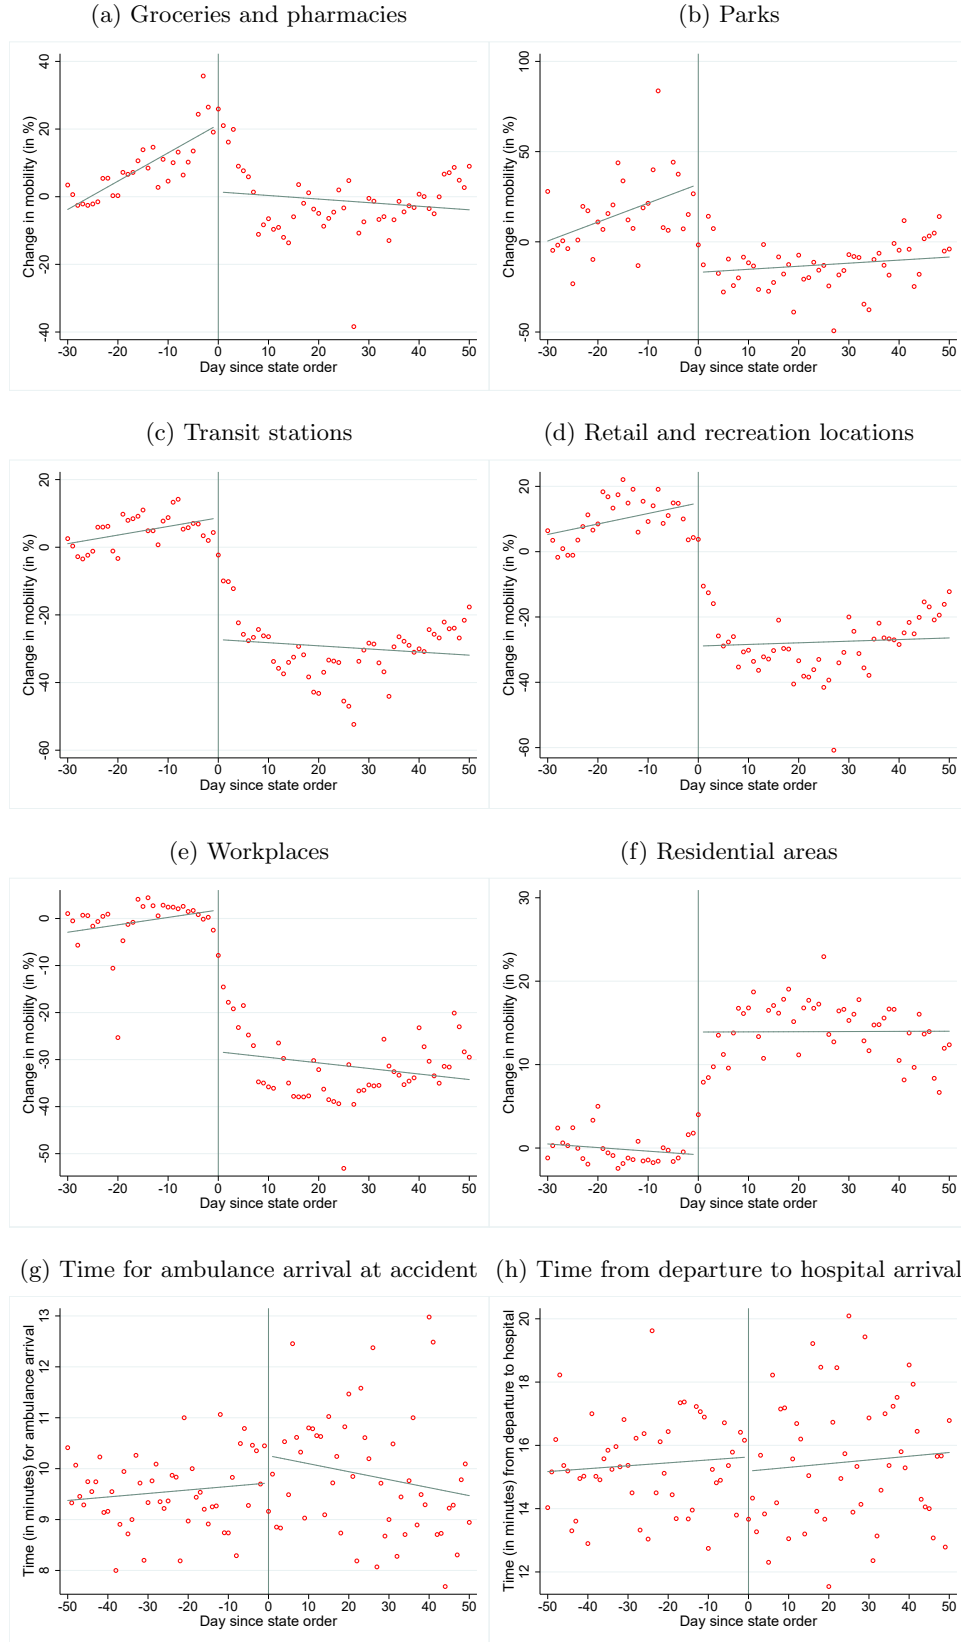 (a) Groceries and pharmacies
(b) Parks
Change in mobility (in %)
40
20
0
-20
-40
-30 -20 -10 0 10 20 30 40 50
Day since state order
Change in mobility (in %)
100
50
0
-50
-30 -20 -10 0 10 20 30 40 50
Day since state order
(c) Transit stations
(d) Retail and recreation locations
Change in mobility (in %)
20
0
-20
-40
-60
-30 -20 -10 0 10 20 30 40 50
Day since state order
Change in mobility (in %)
20
0
-20
-40
-60
-30 -20 -10 0 10 20 30 40 50
Day since state order
(e) Workplaces
(f) Residential areas
Change in mobility (in %)
0
-10
-20
-30
-40
-50
-30 -20 -10 0 10 20 30 40 50
Day since state order
Change in mobility (in %)
30
20
10
0
-30 -20 -10 0 10 20 30 40 50
Day since state order
(g) Time for ambulance arrival at accident
(h) Time from departure to hospital arrival
Time (in minutes) for ambulance arrival
13
12
11
10
9
8
-50 -40 -30 -20 -10 0 10 20 30 40 50
Day since state order
Time (in minutes) from departure to hospital
20
18
16
14
12
-50 -40 -30 -20 -10 0 10 20 30 40 50
Day since state order